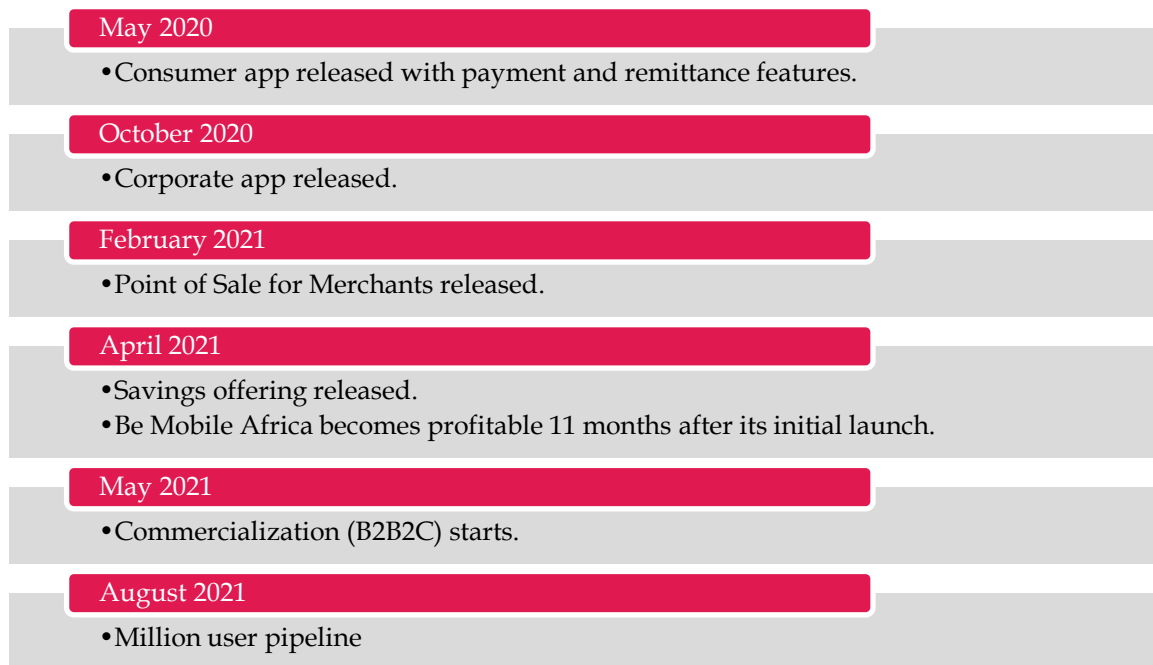 May 2020
•Consumer app released with payment and remittance features.
October 2020
•Corporate app released.
February 2021
•Point of Sale for Merchants released.
April 2021
•Savings offering released.
•Be Mobile Africa becomes profitable 11 months after its initial launch.
May 2021
•Commercialization (B2B2C) starts.
August 2021
•Million user pipeline